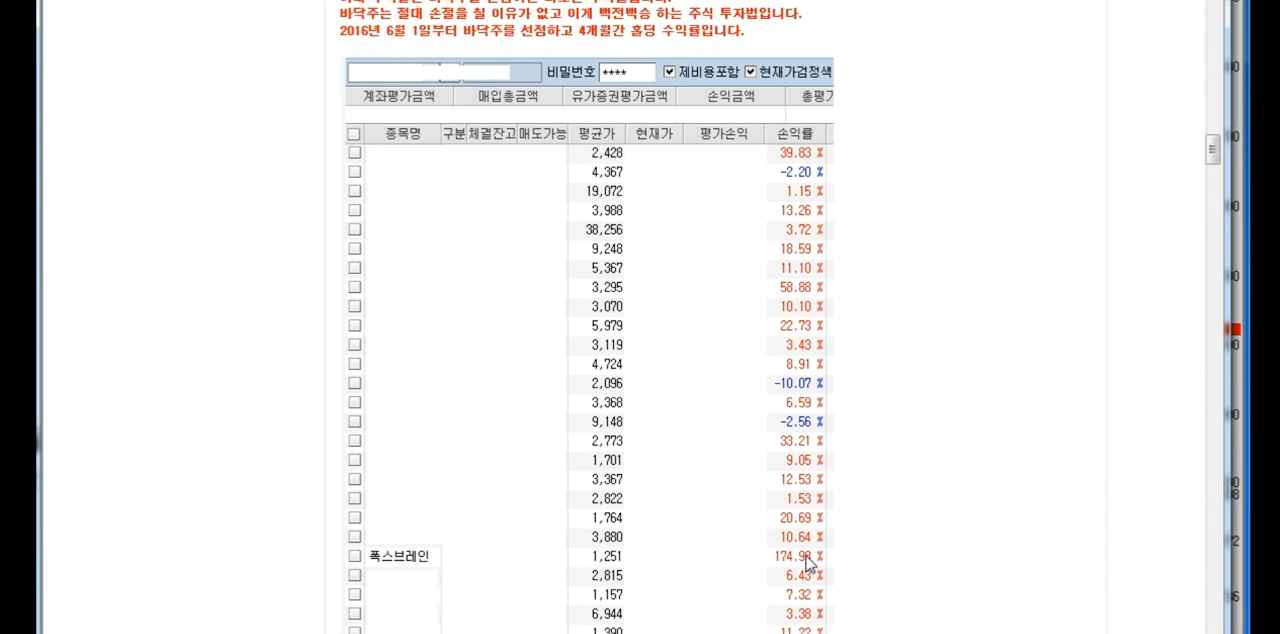 바닥주는 절대 손절을 칠 이유가 없고 이게 백전백승 하는 주식 투자법입니다.
2016년 6월 1일부터 바닥주를 선점하고 4개월간 홀딩 수익률입니다.
비밀번호 **** 제비용포함 현재가검정색
계좌평가금액 매입총금액 유가증권평가금액 손익금액 총평가
종목명 구분 체결잔고 매도가능 평균가 현재가 평가손익 손익률
2,428 39.83 %
4,367 -2.20 %
19,072 1.15 %
3,988 13.26 %
38,256 3.72 %
9,248 18.59 %
5,367 11.10 %
3,295 58.88 %
3,070 10.10 %
5,979 22.73 %
3,119 3.43 %
4,724 8.91 %
2,096 -10.07 %
3,368 6.59 %
9,148 -2.56 %
2,773 33.21 %
1,701 9.05 %
3,367 12.53 %
2,822 1.53 %
1,764 20.69 %
3,880 10.64 %
폭스브레인 1,251
2,815 6.43 %
1,157 7.32 %
6,944 3.38 %
1,390 11.22 %